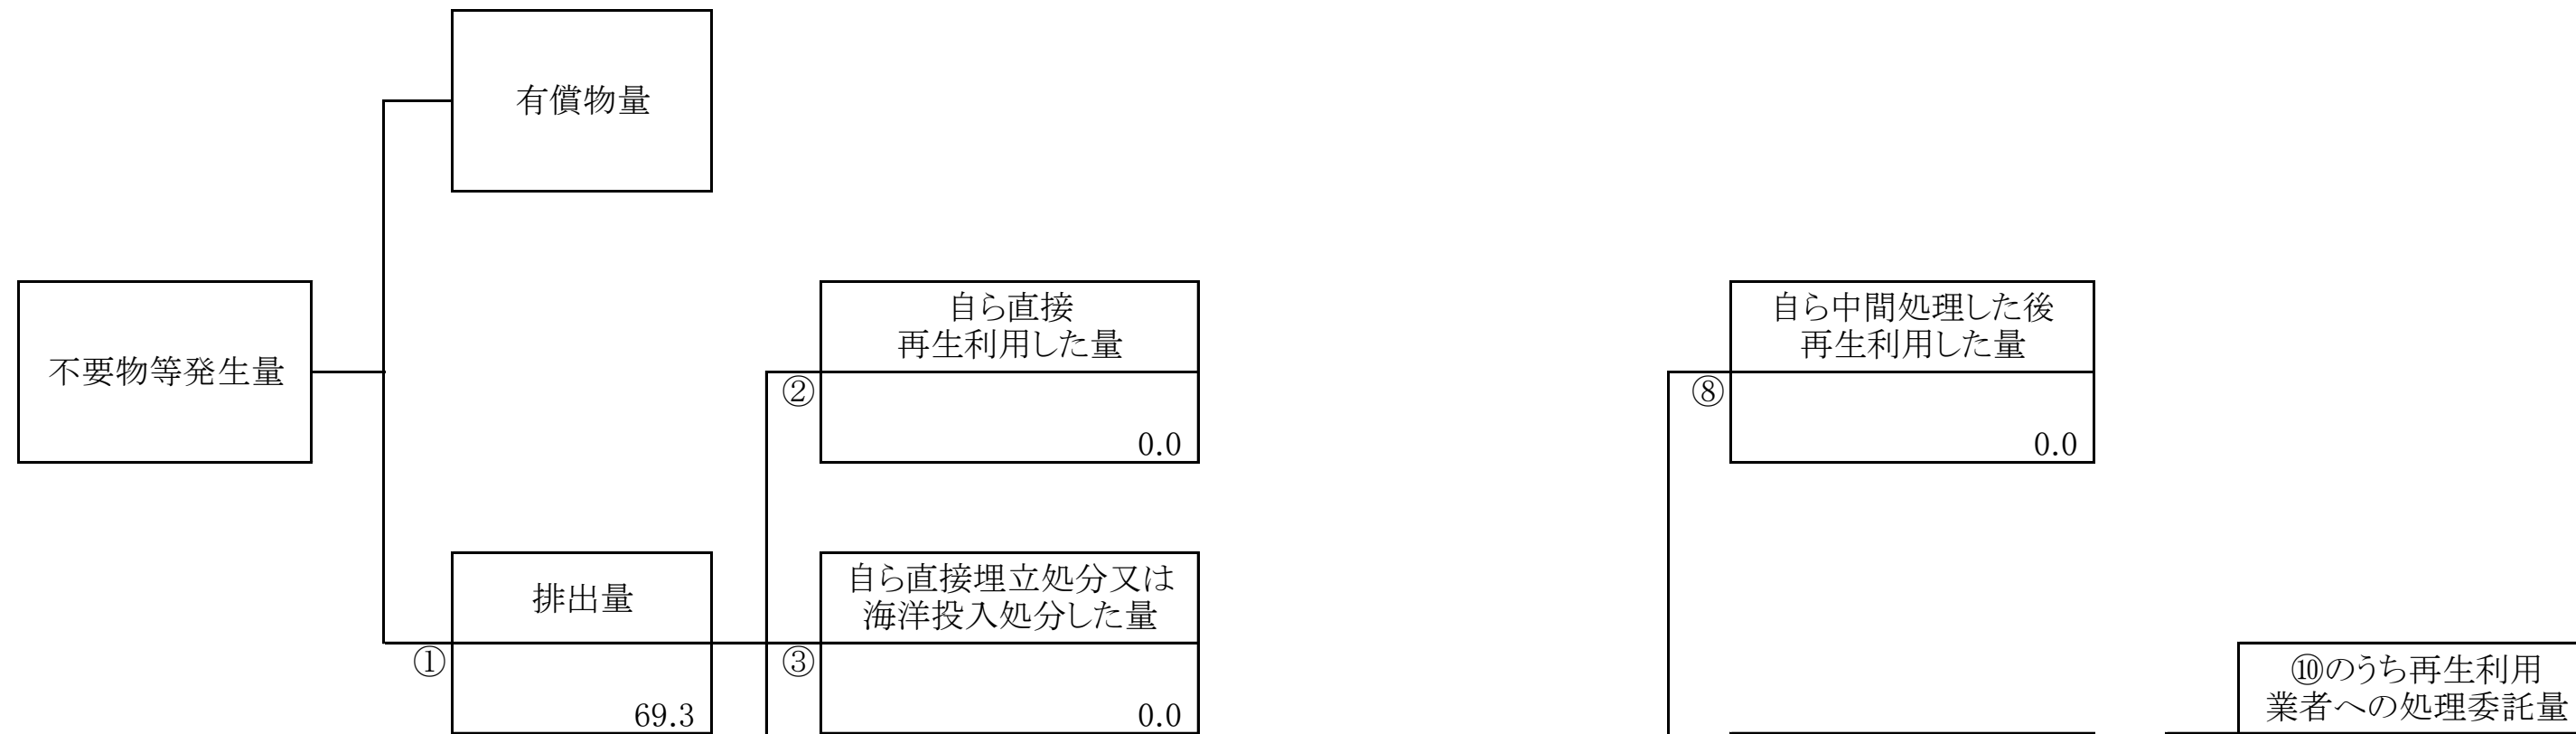 有償物量
不要物等発生量
自ら直接
再生利用した量
②
0.0
自ら中間処理した後
再生利用した量
⑧
0.0
排出量
①
69.3
自ら直接埋立処分又は
海洋投入処分した量
③
0.0
⑩のうち再生利用
業者への処理委託量